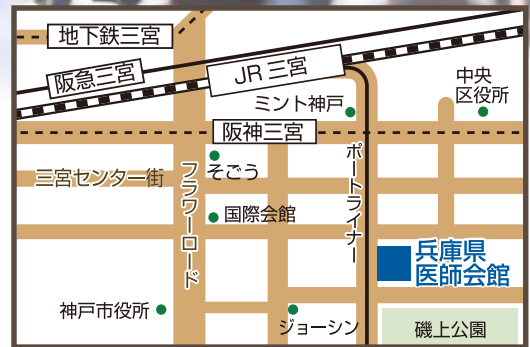 地下鉄三宮
阪急三宮
JR 三宮
中央
区役所
ミント神戸
阪神三宮
三宮センター街
フラワーロード
そごう
国際会館
ポートライナー
兵庫県
医師会館
神戸市役所
ジョーシン
磯上公園